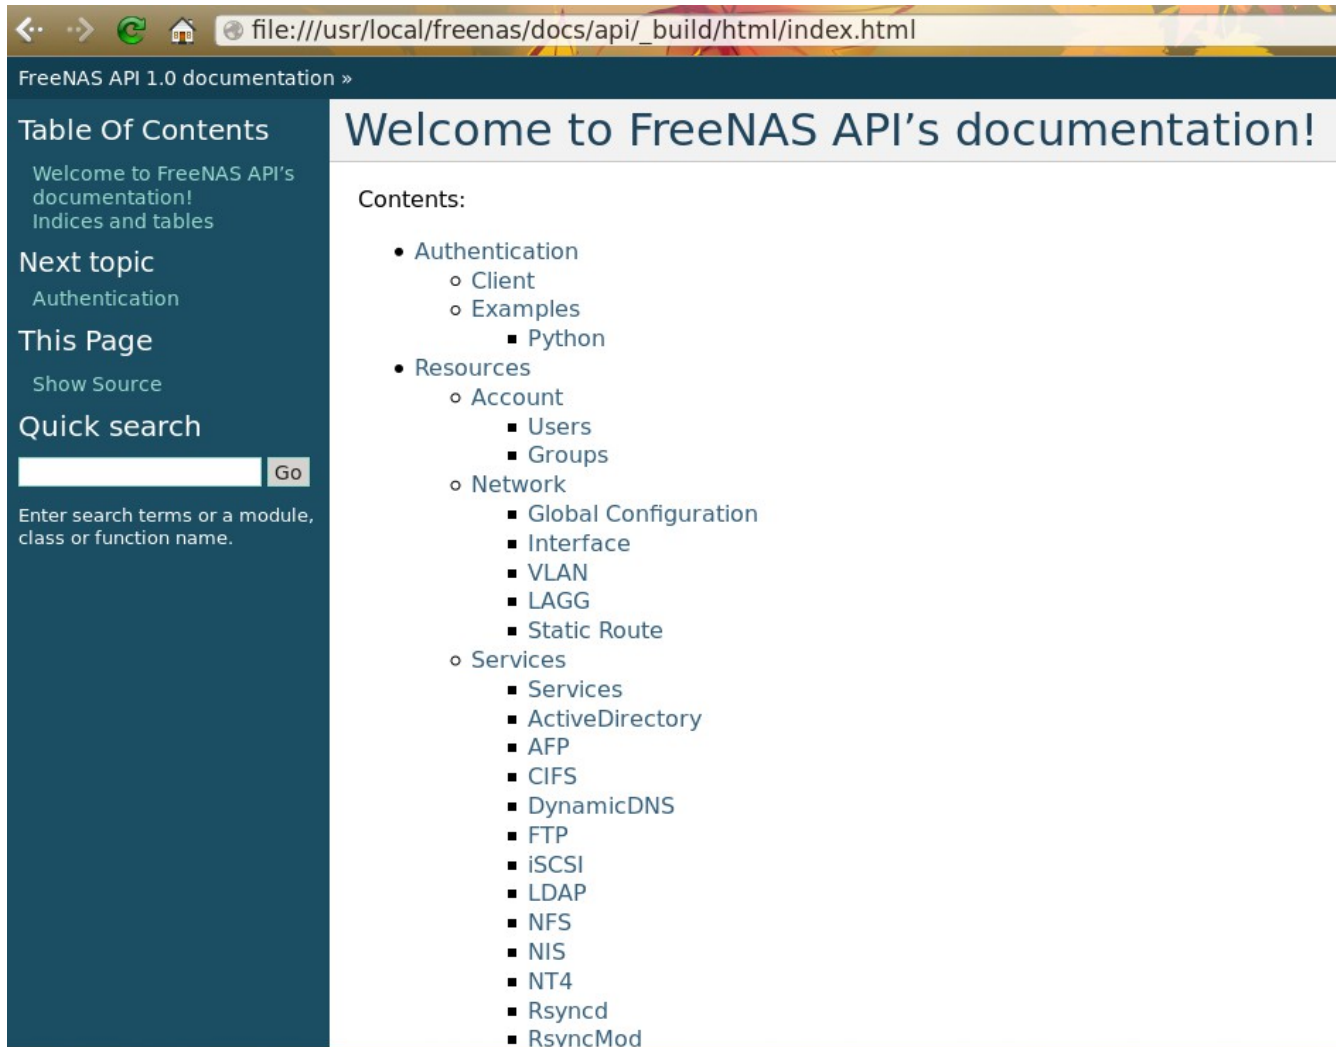 file:///usr/local/freenas/docs/api/_build/html/index.html
FreeNAS API 1.0 documentation »
Table Of Contents
Welcome to FreeNAS API's
documentation!
Indices and tables
Next topic
Authentication
This Page
Show Source
Quick search
Go
Enter search terms or a module,
class or function name.
Welcome to FreeNAS API's documentation!
Contents:
Authentication
Client
Examples
Python
Resources
Account
Users
Groups
Network
Global Configuration
Interface
VLAN
LAGG
Static Route
Services
Services
ActiveDirectory
AFP
CIFS
DynamicDNS
FTP
iSCSI
LDAP
NFS
NIS
NT4
Rsyncd
RsyncMod